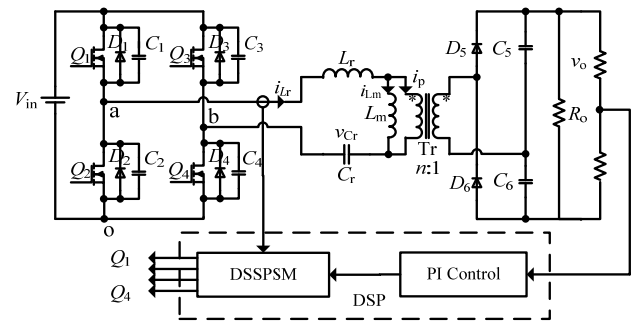 Q1 D1 C1 Q3 D3 C3
Vin
a
b
iLr
Lr
iLm
ip
Lm
* *
vCr
Cr
Tr
n:1
D5 C5
D6 C6
Ro
vo
Q2 D2 C2 Q4 D4 C4
o
Q1
Q4
DSSPSM
PI Control
DSP